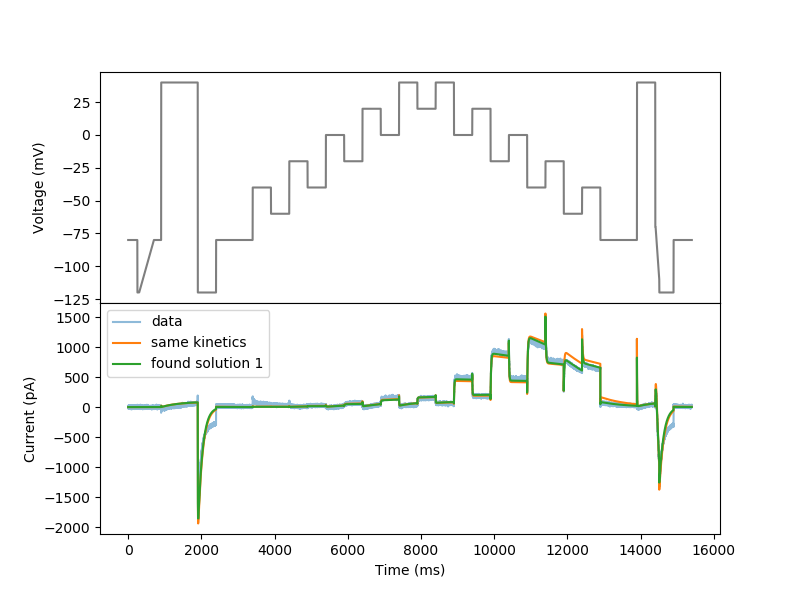 25
0
−25
−50
−75
−100
−125
Voltage (mV)
1500
1000
500
0
−500
−1000
−1500
−2000
Current (pA)
data
same kinetics
found solution 1
0 2000 4000 6000 8000 10000 12000 14000 16000
Time (ms)